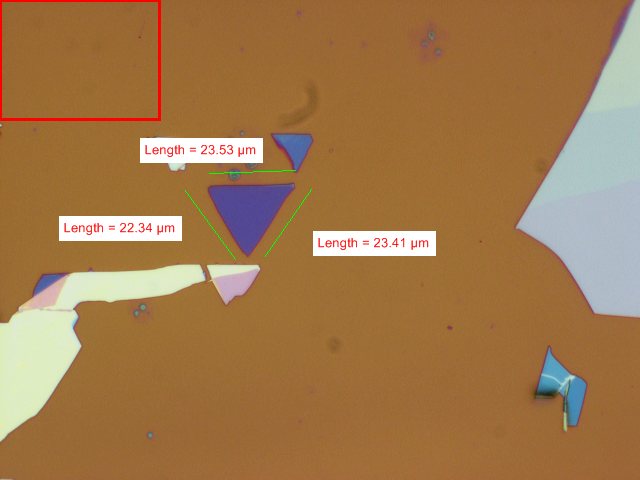 Length = 23.53 µm
Length = 22.34 µm
Length = 23.41 µm